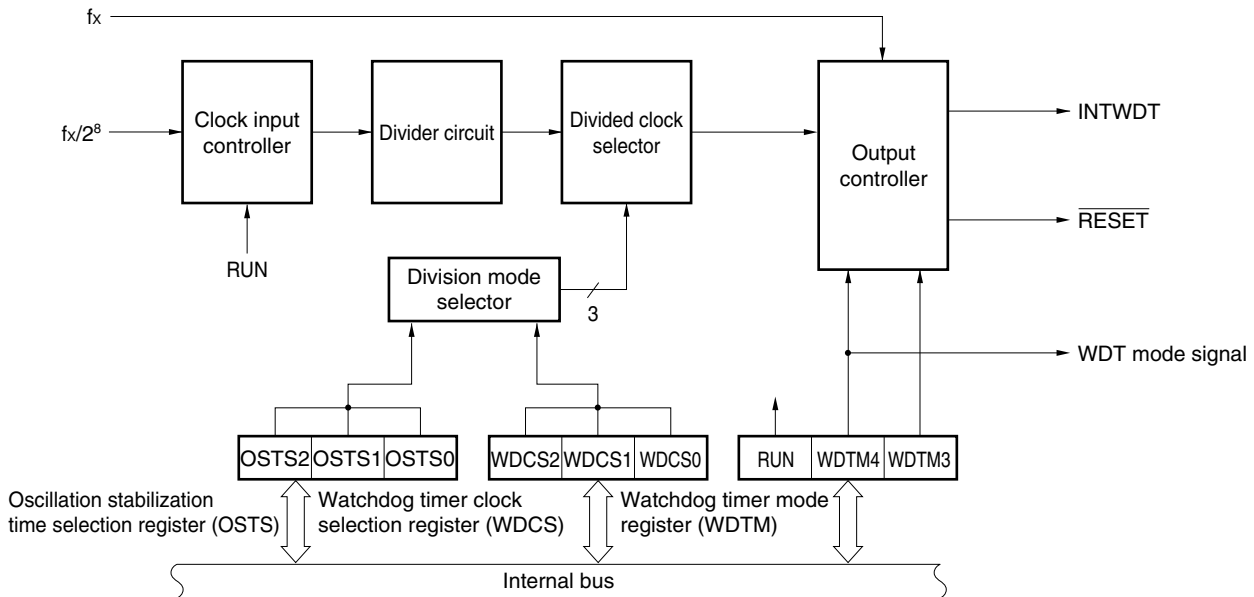 fX
fX/2⁸
Clock input
controller
Divider circuit
Divided clock
selector
Output
controller
INTWDT
RESET
RUN
Division mode
selector
3
WDT mode signal
OSTS2 OSTS1 OSTS0
WDCS2 WDCS1 WDCS0
RUN WDTM4 WDTM3
Oscillation stabilization
time selection register (OSTS)
Watchdog timer clock
selection register (WDCS)
Watchdog timer mode
register (WDTM)
Internal bus